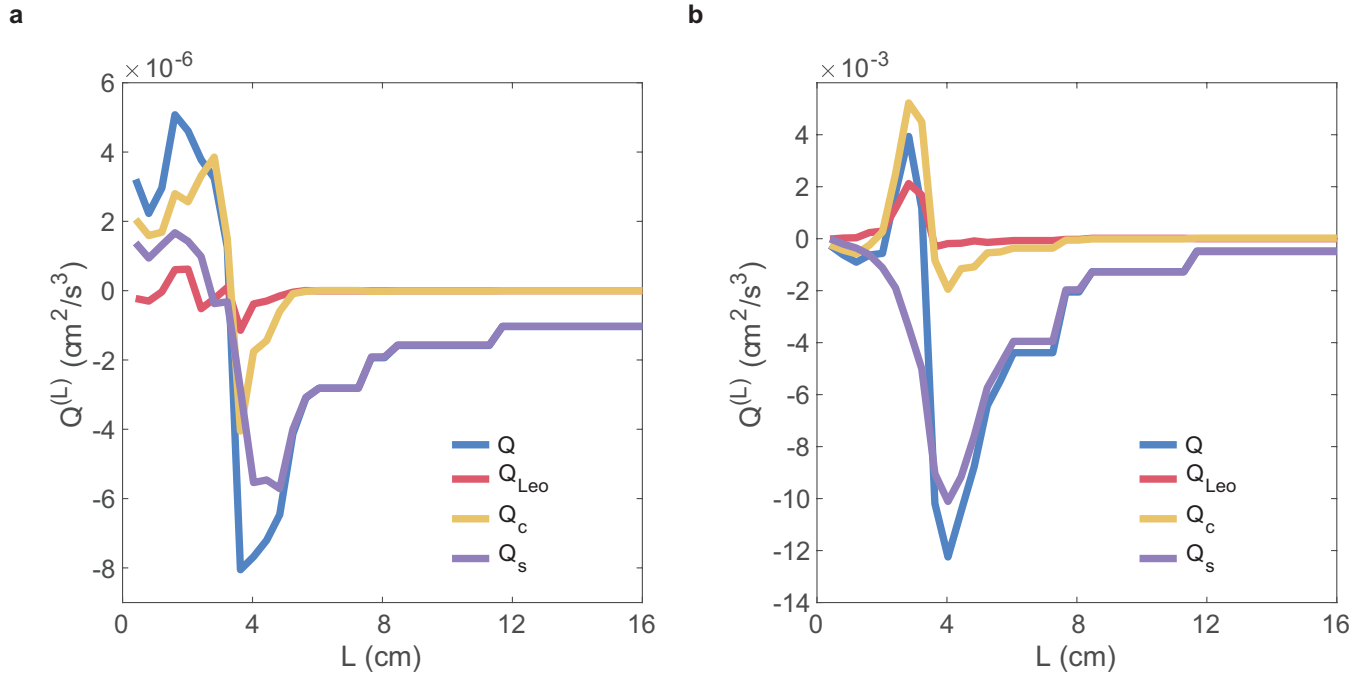 a
× 10^-6
6
4
2
0
-2
-4
-6
-8
Q^(L) (cm^2/s^3)
Q
Q_Leo
Q_c
Q_s
0 4 8 12 16
L (cm)
b
× 10^-3
4
2
0
-2
-4
-6
-8
-10
-12
-14
Q^(L) (cm^2/s^3)
Q
Q_Leo
Q_c
Q_s
0 4 8 12 16
L (cm)